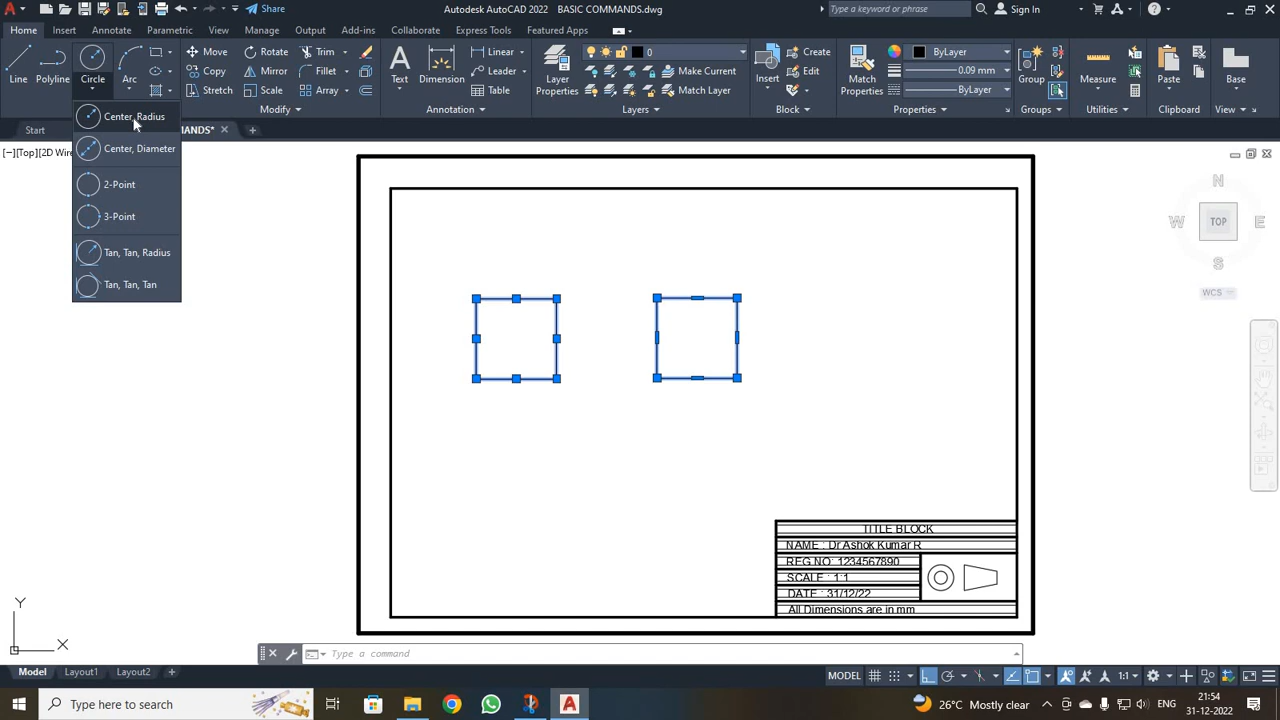 Share
Autodesk AutoCAD 2022 BASIC COMMANDS.dwg
Type a keyword or phrase
Sign In
Home Insert Annotate Parametric View Manage Output Add-ins Collaborate Express Tools Featured Apps
Line
Polyline
Circle
Arc
Move Rotate Trim
Copy Mirror Fillet
Stretch Scale Array
Modify
Text
Dimension
Linear
Leader
Table
Annotation
Layer
Properties
0
Make Current
Match Layer
Layers
Insert
Create
Edit
Block
Match
Properties
ByLayer
0.09 mm
ByLayer
Properties
Group
Groups
Measure
Utilities
Paste
Clipboard
Base
View
Start
MANDS*
Center, Radius
Center, Diameter
2-Point
3-Point
Tan, Tan, Radius
Tan, Tan, Tan
[−][Top][2D Wir
N
W TOP E
S
WCS
TITLE BLOCK
NAME : Dr Ashok Kumar R
REG NO: 1234567890
SCALE : 1:1
DATE : 31/12/22
All Dimensions are in mm
Y
X
Type a command
Model Layout1 Layout2
MODEL
1:1
Type here to search
26°C Mostly clear
ENG
21:54
31-12-2022